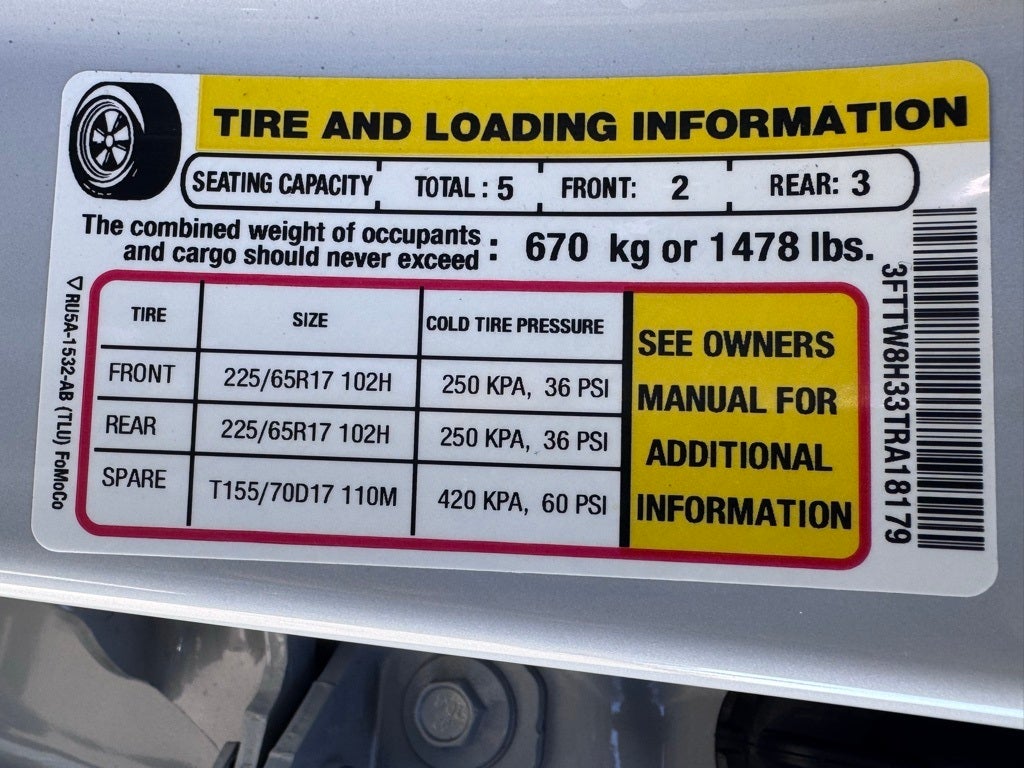 TIRE AND LOADING INFORMATION
SEATING CAPACITY TOTAL : 5 FRONT: 2 REAR: 3
The combined weight of occupants
and cargo should never exceed : 670 kg or 1478 lbs.
TIRE SIZE COLD TIRE PRESSURE
FRONT 225/65R17 102H 250 KPA, 36 PSI
REAR 225/65R17 102H 250 KPA, 36 PSI
SPARE T155/70D17 110M 420 KPA, 60 PSI
SEE OWNERS
MANUAL FOR
ADDITIONAL
INFORMATION
3FTTW8H33TRA18179
RU5A-1532-AB (TLU) FoMoCo